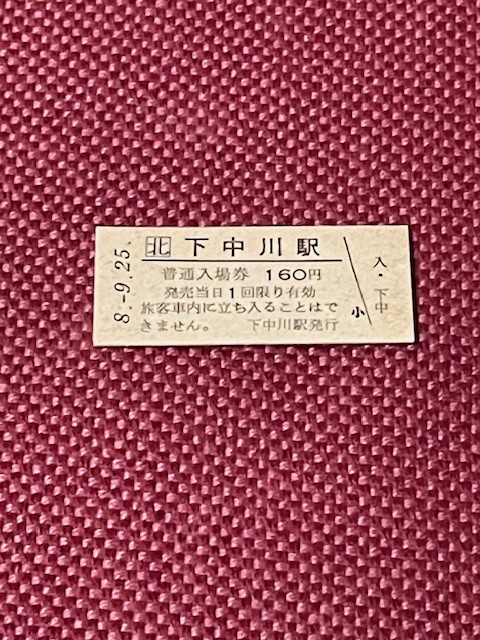 8.-9.25.
北 下中川駅
普通入場券 160円
発売当日1回限り有効
旅客車内に立ち入ることはで
きません。 下中川駅発行
小
入・下中